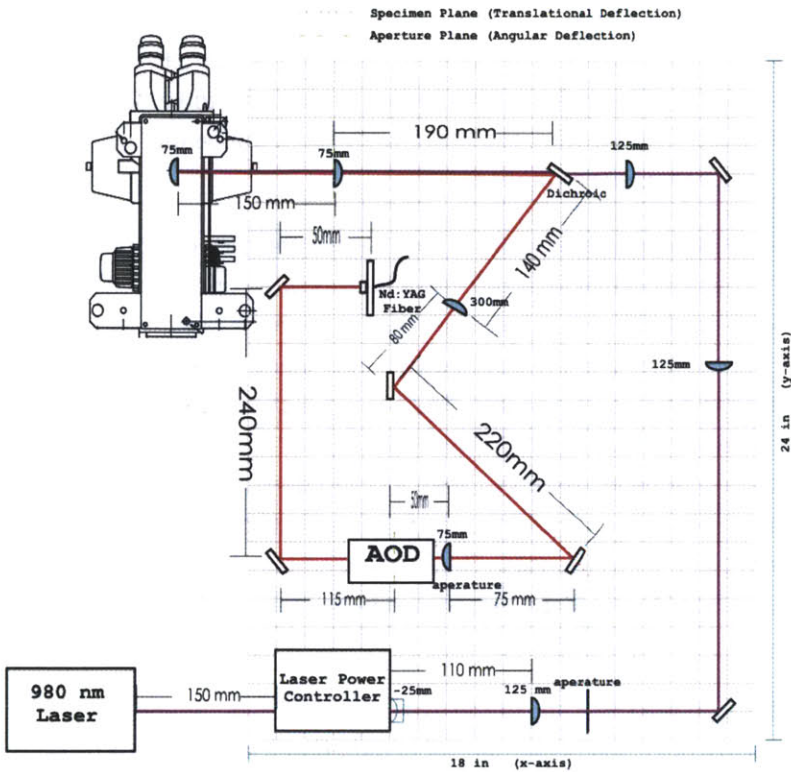 Specimen Plane (Translational Deflection)
Aperture Plane (Angular Deflection)
190 mm
125mm
75mm
75mm
Dichroic
150 mm
50mm
140 mm
Nd:YAG
Fiber
300mm
80 mm
125mm
24 in (y-axis)
240mm
220mm
50mm
75mm
AOD
aperature
115 mm
75 mm
Laser Power
Controller
110 mm
980 nm
Laser
150 mm
-25mm
125 mm
aperature
18 in (x-axis)